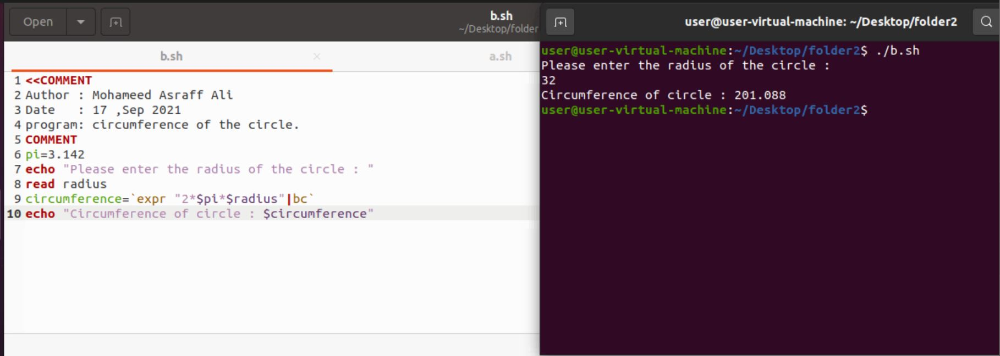 Open
b.sh
~/Desktop/folder
b.sh
a.sh
1 <<COMMENT
2 Author : Mohameed Asraff Ali
3 Date   : 17 ,Sep 2021
4 program: circumference of the circle.
5 COMMENT
6 pi=3.142
7 echo "Please enter the radius of the circle : "
8 read radius
9 circumference=`expr "2*$pi*$radius"|bc`
10 echo "Circumference of circle : $circumference"
user@user-virtual-machine: ~/Desktop/folder2
user@user-virtual-machine:~/Desktop/folder2$ ./b.sh
Please enter the radius of the circle :
32
Circumference of circle : 201.088
user@user-virtual-machine:~/Desktop/folder2$